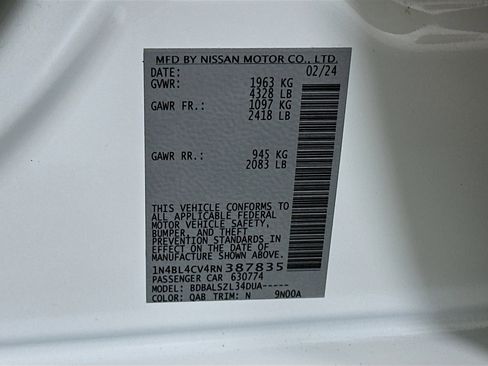 MFD BY NISSAN MOTOR CO., LTD.
DATE: 02/24
GVWR: 1963 KG
4328 LB
GAWR FR.: 1097 KG
2418 LB
GAWR RR.: 945 KG
2083 LB
THIS VEHICLE CONFORMS TO
ALL APPLICABLE FEDERAL
MOTOR VEHICLE SAFETY,
BUMPER, AND THEFT
PREVENTION STANDARDS IN
EFFECT ON THE DATE OF
MANUFACTURE SHOWN ABOVE.
1N4BL4CV4RN387835
PASSENGER CAR 630774
MODEL: BDBALS2L34DUA-----
COLOR: QAB TRIM: N 9N00A